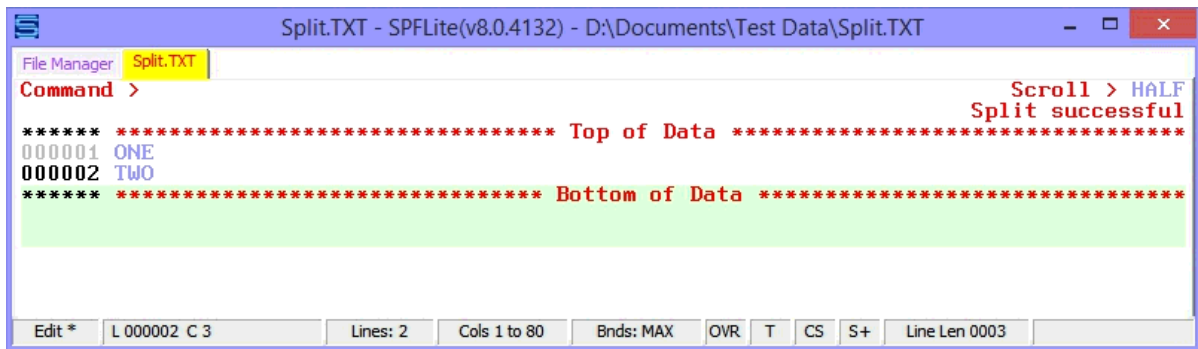 Split.TXT - SPFLite(v8.0.4132) - D:\Documents\Test Data\Split.TXT
File Manager Split.TXT
Command > Scroll > HALF
Split successful
****** ********************************* Top of Data **********************************
000001 ONE
000002 TWO
****** ******************************** Bottom of Data ********************************
Edit * L 000002 C 3 Lines: 2 Cols 1 to 80 Bnds: MAX OVR T CS S+ Line Len 0003